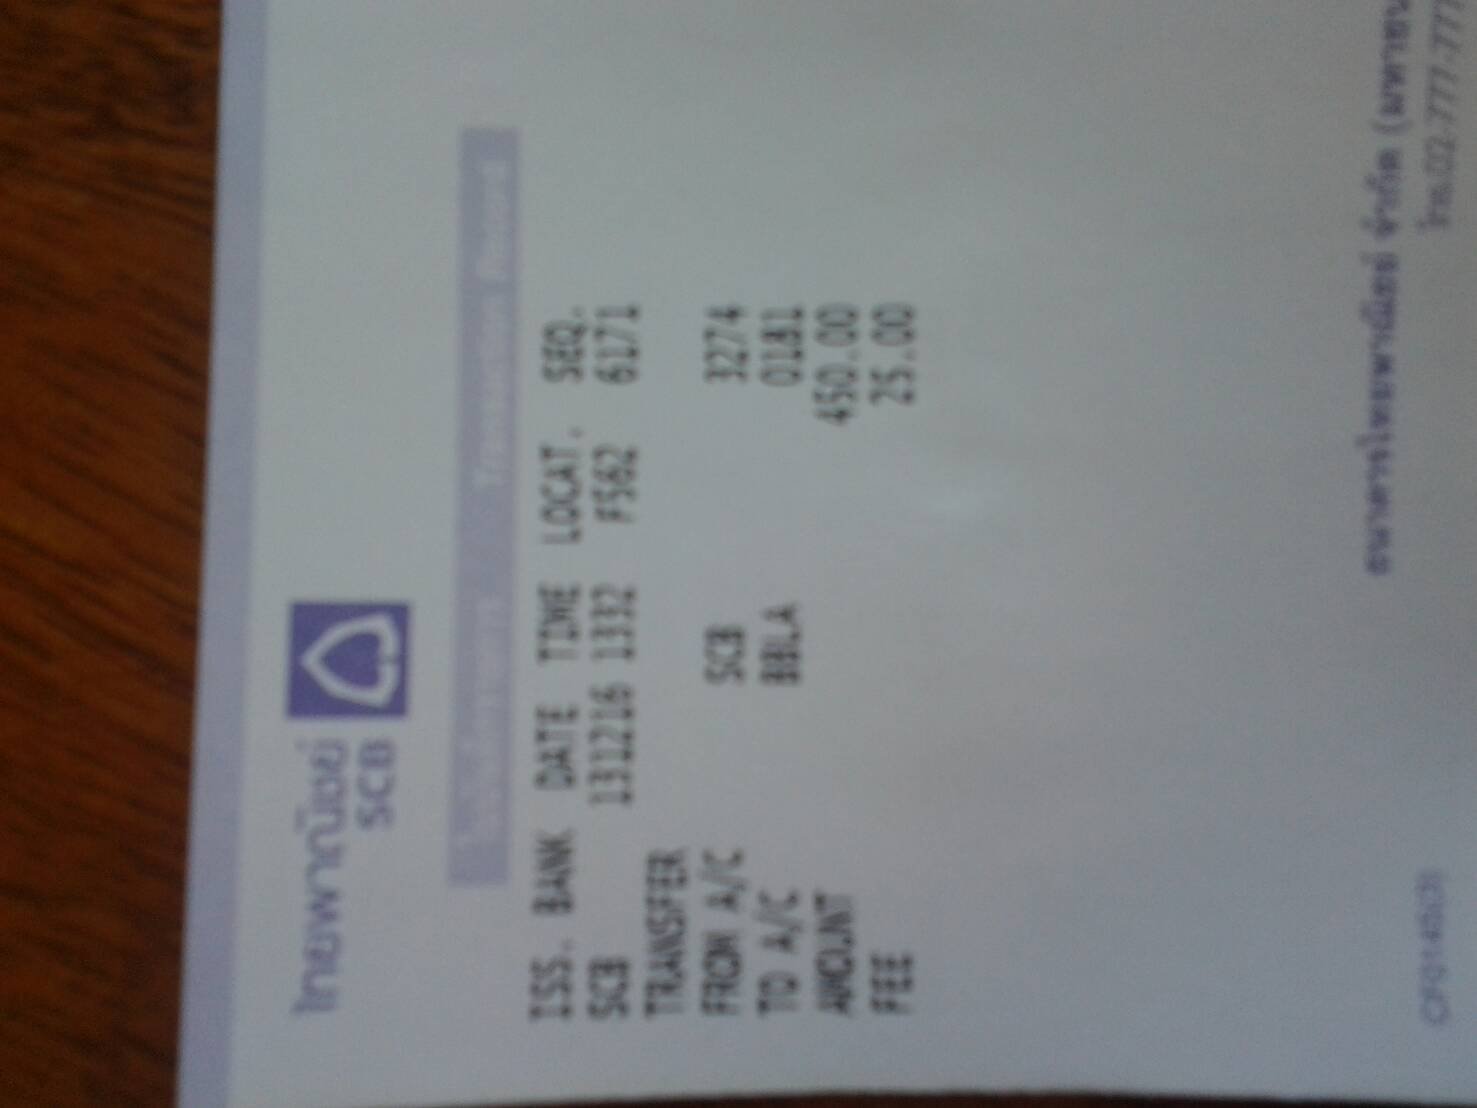 ไทยพาณิชย์
SCB
Transaction Record
ISS. BANK DATE TIME LOCAT. SEQ.
SCB 131216 1332 F562 6171
TRANSFER
FROM A/C SCB 3274
TO A/C BBLA 0181
AMOUNT 450.00
FEE 25.00
ธนาคารไทยพาณิชย์ จำกัด (มหาชน
โทร.02-777-777